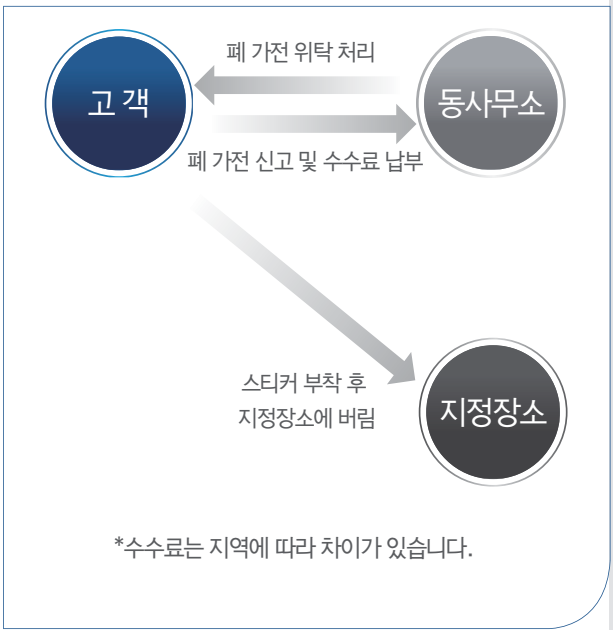 폐 가전 위탁 처리
고 객
동사무소
폐 가전 신고 및 수수료 납부
스티커 부착 후
지정장소에 버림
지정장소
*수수료는 지역에 따라 차이가 있습니다.